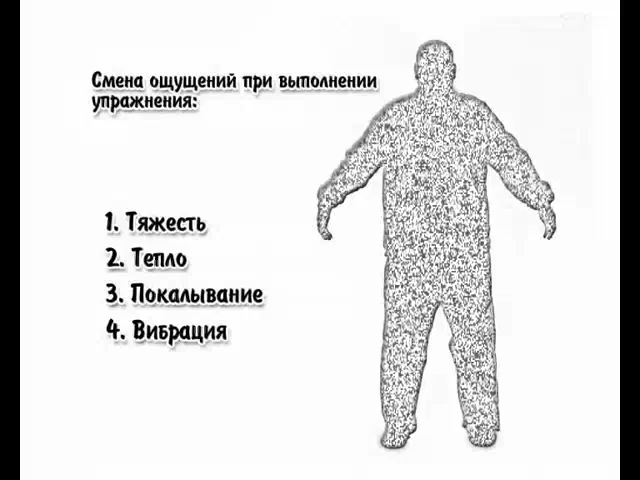 Смена ощущений при выполнении
упражнения:
1. Тяжесть
2. Тепло
3. Покалывание
4. Вибрация